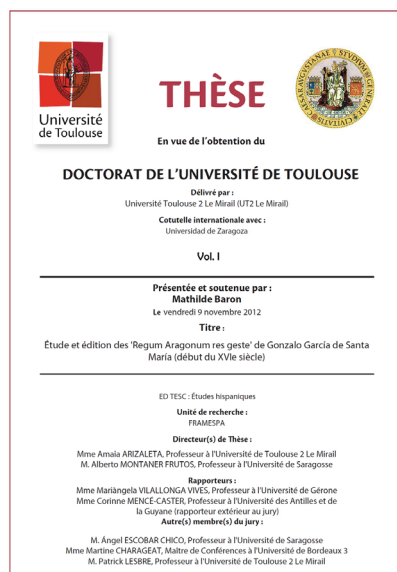 Université
de Toulouse
THÈSE
En vue de l'obtention du
DOCTORAT DE L'UNIVERSITÉ DE TOULOUSE
Délivré par :
Université Toulouse 2 Le Mirail (UT2 Le Mirail)
Cotutelle internationale avec :
Universidad de Zaragoza
Vol. I
Présentée et soutenue par :
Mathilde Baron
Le vendredi 9 novembre 2012
Titre :
Étude et édition des 'Regum Aragonum res geste' de Gonzalo García de Santa
María (début du XVIe siècle)
ED TESC : Études hispaniques
Unité de recherche :
FRAMESPA
Directeur(s) de Thèse :
Mme Amaia ARIZALETA, Professeur à l'Université de Toulouse 2 Le Mirail
M. Alberto MONTANER FRUTOS, Professeur à l'Université de Saragosse
Rapporteurs :
Mme Mariàngela VILALLONGA VIVES, Professeur à l'Université de Gérone
Mme Corinne MENCÉ-CASTER, Professeur à l'Université des Antilles et de
la Guyane (rapporteur extérieur au jury)
Autre(s) membre(s) du jury :
M. Ángel ESCOBAR CHICO, Professeur à l'Université de Saragosse
Mme Martine CHARAGEAT, Maître de Conférences à l'Université de Bordeaux 3
M. Patrick LESBRE, Professeur à l'Université de Toulouse 2 Le Mirail